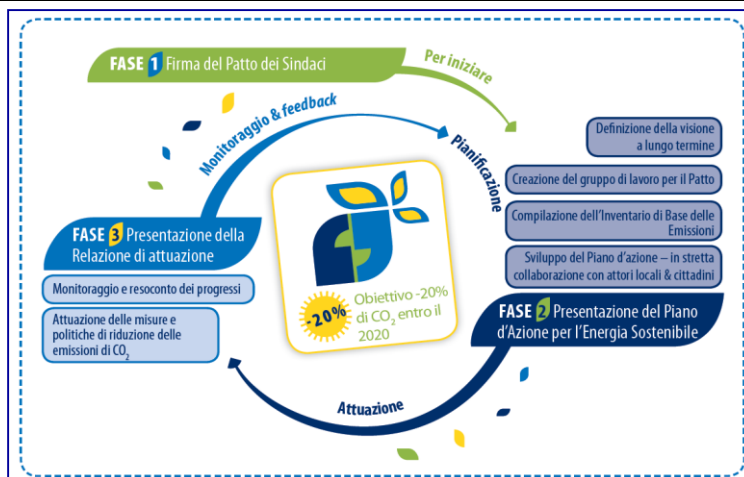 FASE 1 Firma del Patto dei Sindaci
Per iniziare
Monitoraggio & feedback
Pianificazione
Definizione della visione
a lungo termine
Creazione del gruppo di lavoro per il Patto
Compilazione dell'Inventario di Base delle
Emissioni
Sviluppo del Piano d'azione – in stretta
collaborazione con attori locali & cittadini
FASE 2 Presentazione del Piano
d'Azione per l'Energia Sostenibile
FASE 3 Presentazione della
Relazione di attuazione
Monitoraggio e resoconto dei progressi
Attuazione delle misure e
politiche di riduzione delle
emissioni di CO2
-20%
Obiettivo -20%
di CO2 entro il
2020
Attuazione